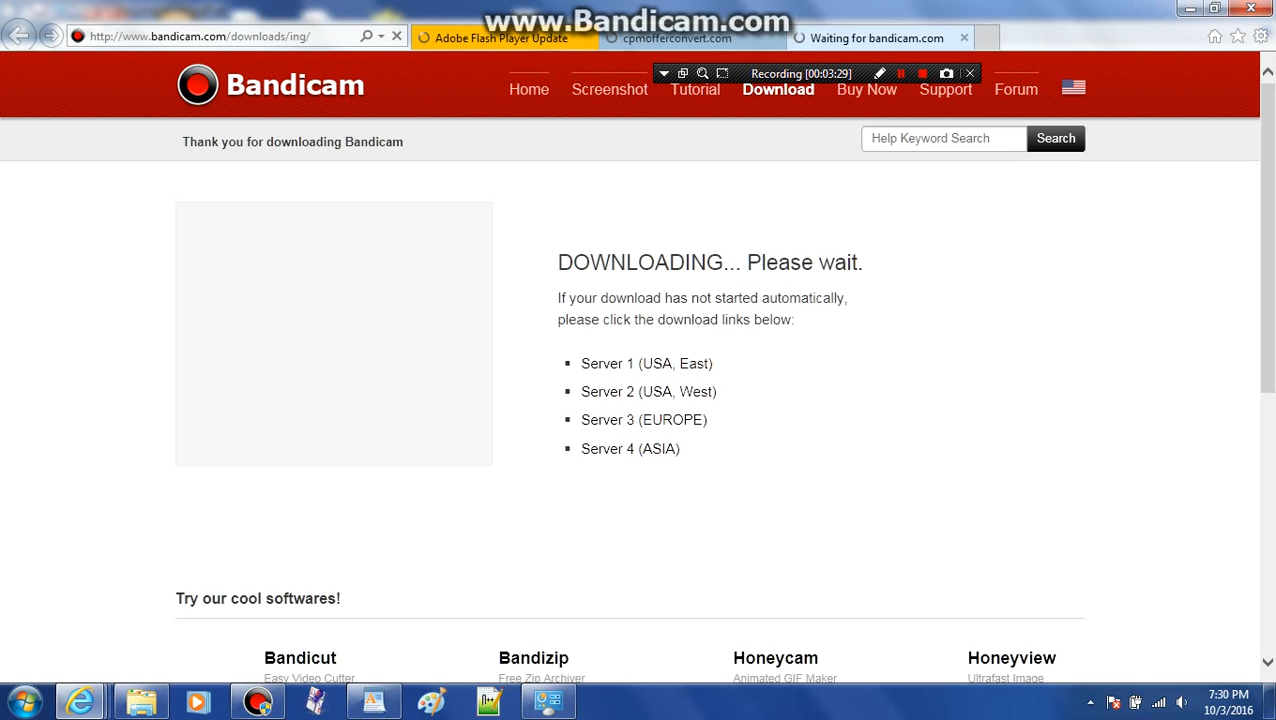 www.Bandicam.com
http://www.bandicam.com/downloads/ing/
Adobe Flash Player Update
cpmofferconvert.com
Waiting for bandicam.com
Bandicam
Recording [00:03:29]
Home
Screenshot
Tutorial
Download
Buy Now
Support
Forum
Thank you for downloading Bandicam
Help Keyword Search
Search
DOWNLOADING... Please wait.
If your download has not started automatically,
please click the download links below:
Server 1 (USA, East)
Server 2 (USA, West)
Server 3 (EUROPE)
Server 4 (ASIA)
Try our cool softwares!
Bandicut
Bandizip
Honeycam
Honeyview
Easy Video Cutter
Free Zip Archiver
Animated GIF Maker
Ultrafast Image
7:30 PM
10/3/2016